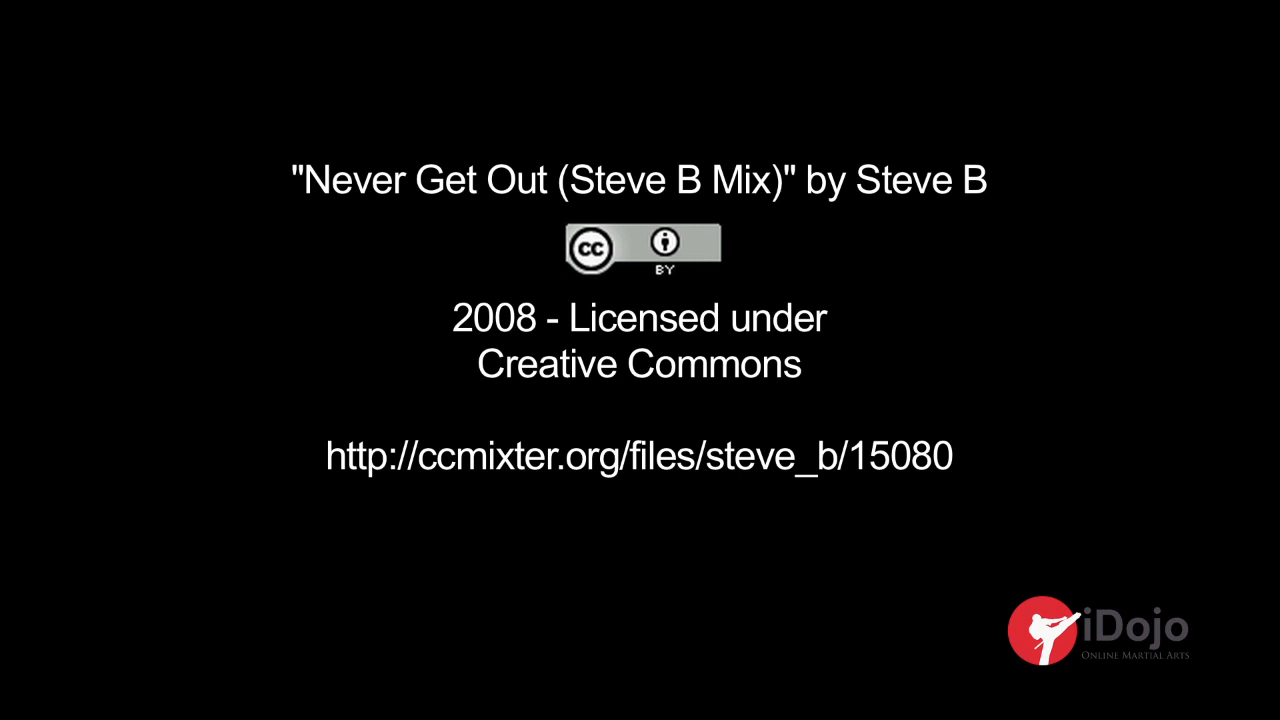 "Never Get Out (Steve B Mix)" by Steve B
cc
BY
2008 - Licensed under
Creative Commons
http://ccmixter.org/files/steve_b/15080
iDojo
ONLINE MARTIAL ARTS